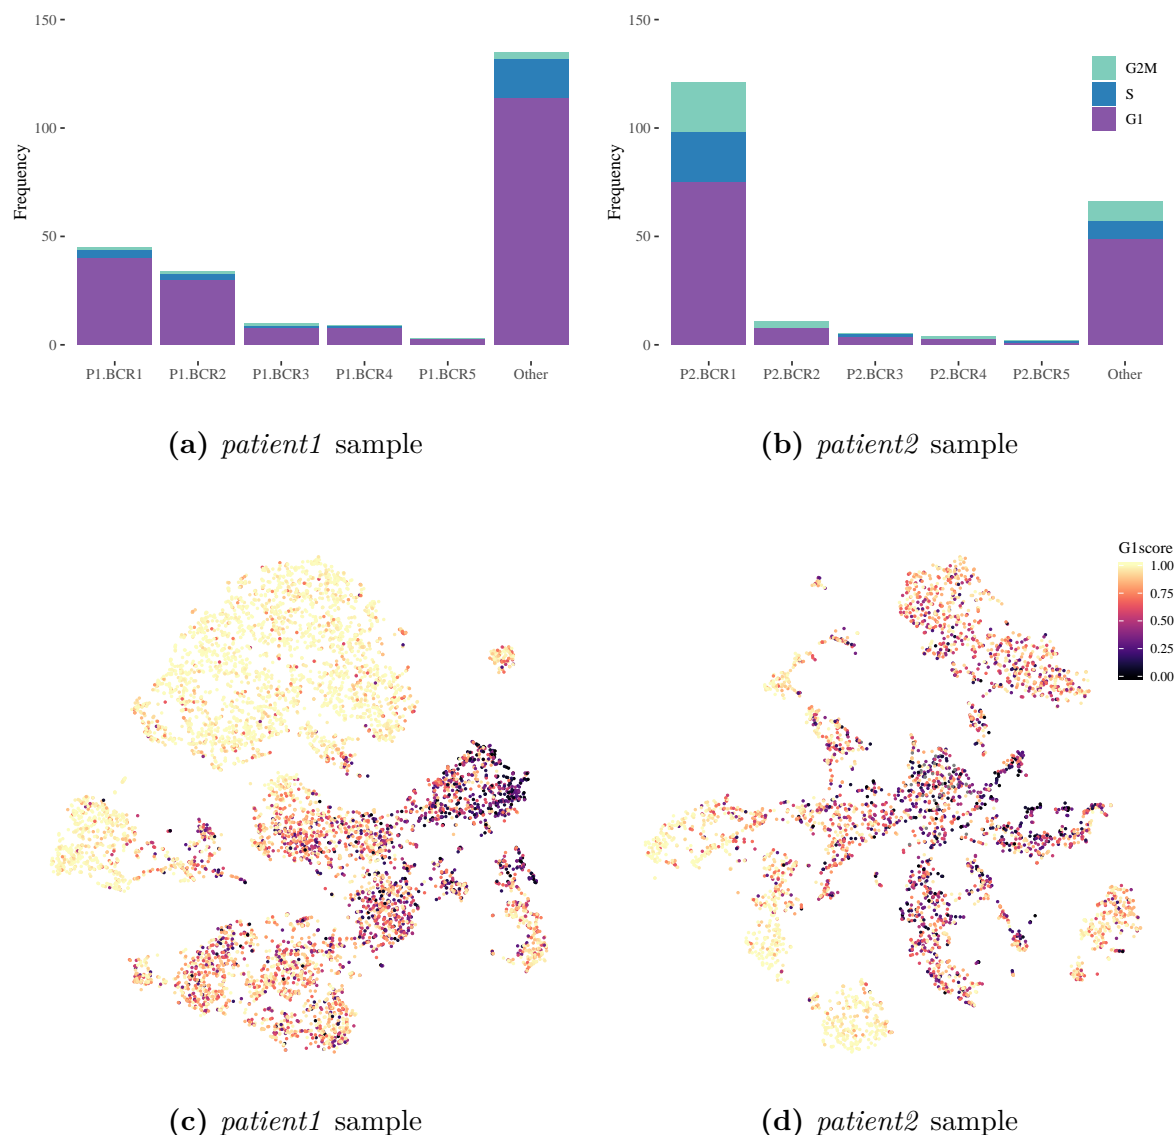 150
100
50
0
Frequency
P1.BCR1 P1.BCR2 P1.BCR3 P1.BCR4 P1.BCR5 Other
(a) patient1 sample
150
100
50
0
Frequency
G2M
S
G1
P2.BCR1 P2.BCR2 P2.BCR3 P2.BCR4 P2.BCR5 Other
(b) patient2 sample
(c) patient1 sample
G1score
1.00
0.75
0.50
0.25
0.00
(d) patient2 sample